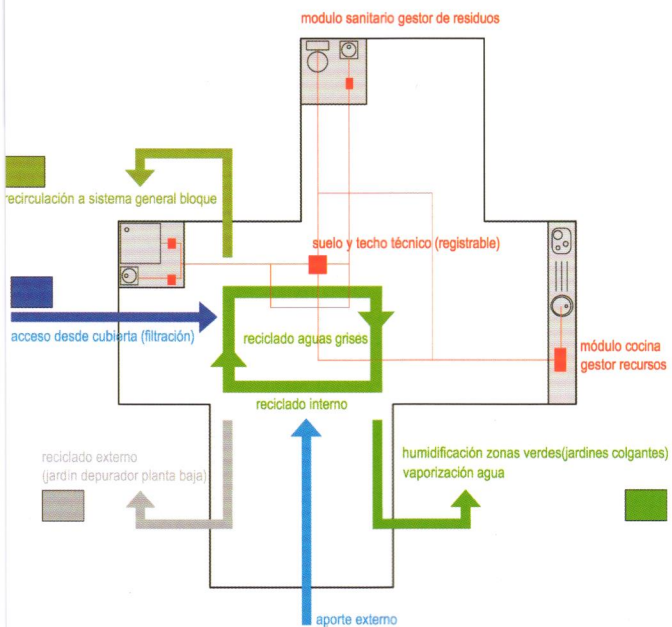 modulo sanitario gestor de residuos
recirculación a sistema general bloque
suelo y techo técnico (registrable)
acceso desde cubierta (filtración)
reciclado aguas grises
módulo cocina
gestor recursos
reciclado interno
reciclado externo
(jardin depurador planta baja)
humidificación zonas verdes(jardines colgantes)
vaporización agua
aporte externo